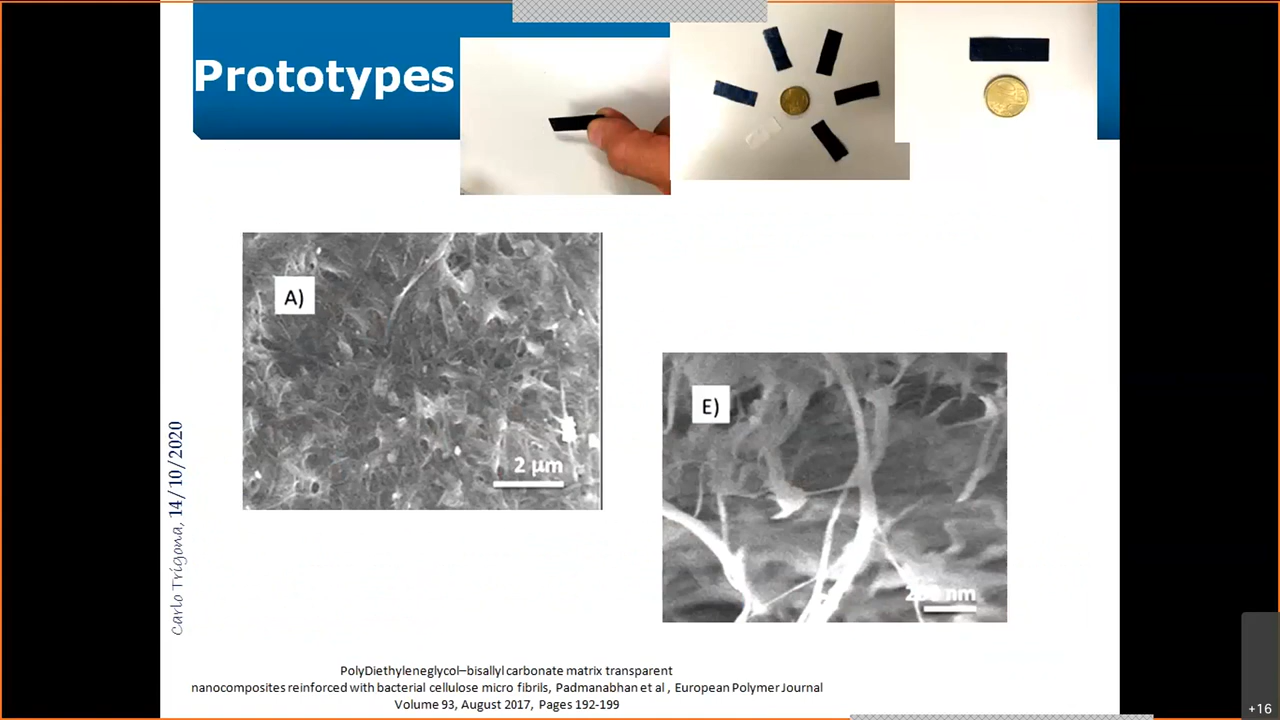 Prototypes
A)
2 µm
E)
nm
Carlo Trigona, 14/10/2020
PolyDiethyleneglycol–bisallyl carbonate matrix transparent
nanocomposites reinforced with bacterial cellulose micro fibrils, Padmanabhan et al , European Polymer Journal
Volume 93, August 2017, Pages 192-199
+16